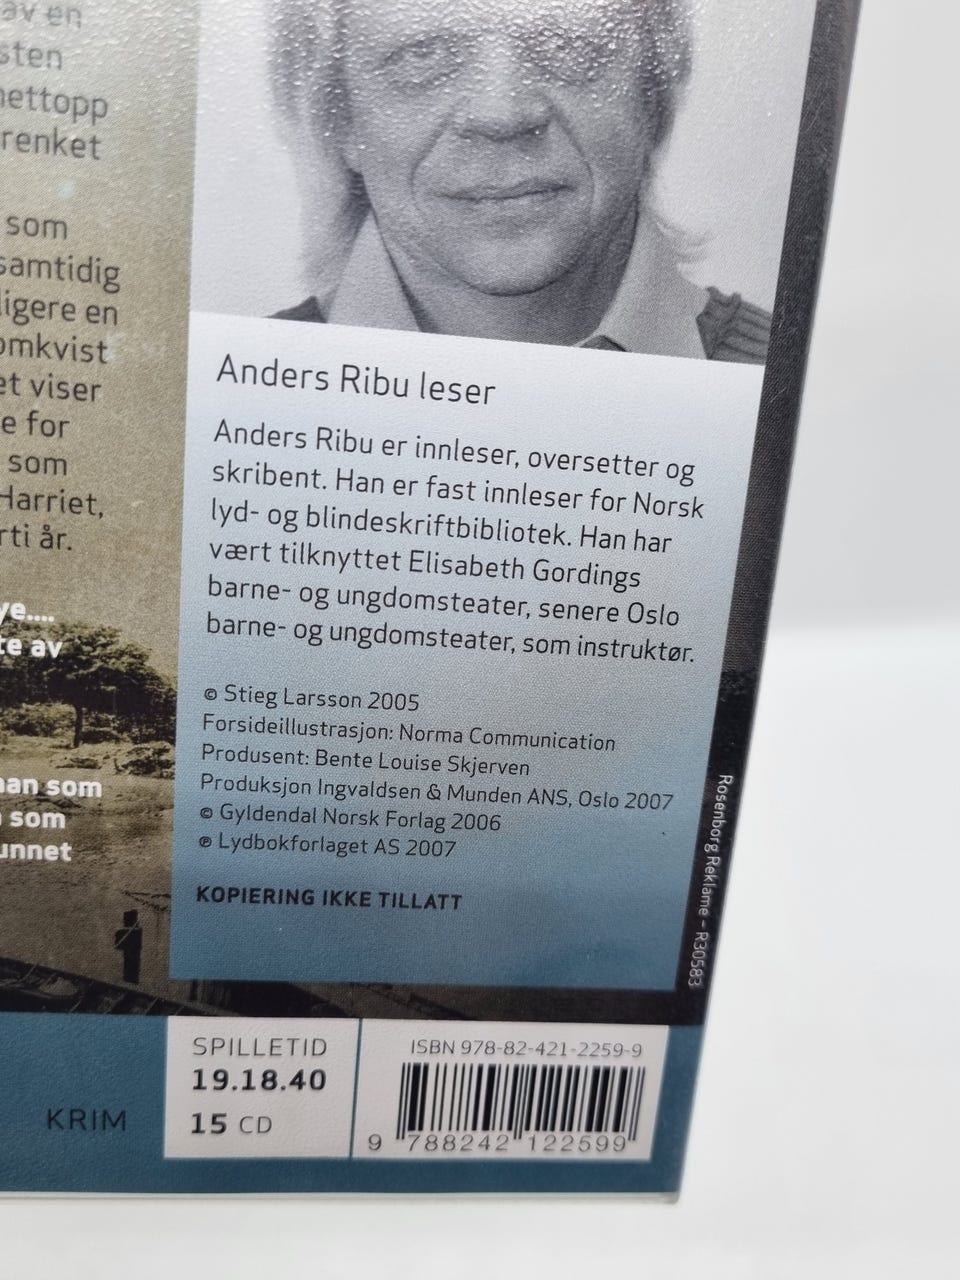 av en
sten
nettopp
renket
som
samtidig
ligere en
omkvist
et viser
e for
som
Harriet,
rti år.
ye....
te av
nan som
som
unnet
Anders Ribu leser
Anders Ribu er innleser, oversetter og
skribent. Han er fast innleser for Norsk
lyd- og blindeskriftbibliotek. Han har
vært tilknyttet Elisabeth Gordings
barne- og ungdomsteater, senere Oslo
barne- og ungdomsteater, som instruktør.
© Stieg Larsson 2005
Forsideillustrasjon: Norma Communication
Produsent: Bente Louise Skjerven
Produksjon Ingvaldsen & Munden ANS, Oslo 2007
© Gyldendal Norsk Forlag 2006
℗ Lydbokforlaget AS 2007
KOPIERING IKKE TILLATT
Rosenborg Reklame - R30583
KRIM
SPILLETID
19.18.40
15 CD
ISBN 978-82-421-2259-9
9 788242 122599